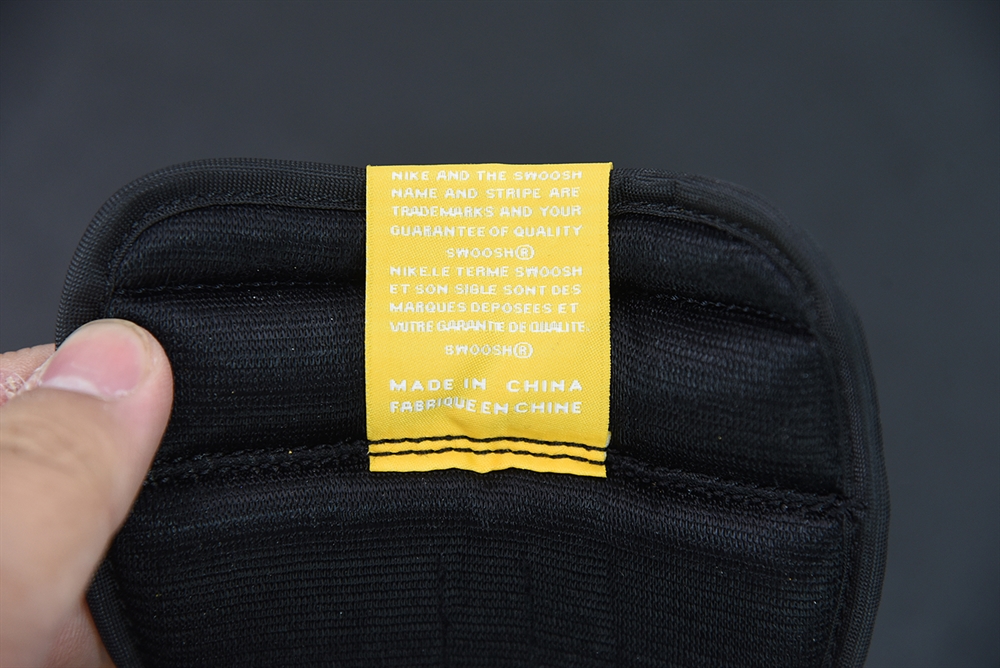 NIKE AND THE SWOOSH
NAME AND STRIPE ARE
TRADEMARKS AND YOUR
GUARANTEE OF QUALITY
SWOOSH®
NIKE.LE TERME SWOOSH
ET SON SIBLE SONT DES
MARQUES DEPOSEES ET
VOTRE GARANTE DE QUALITE
SWOOSH®
MADE IN CHINA
FABRIQUE.EN CHINE